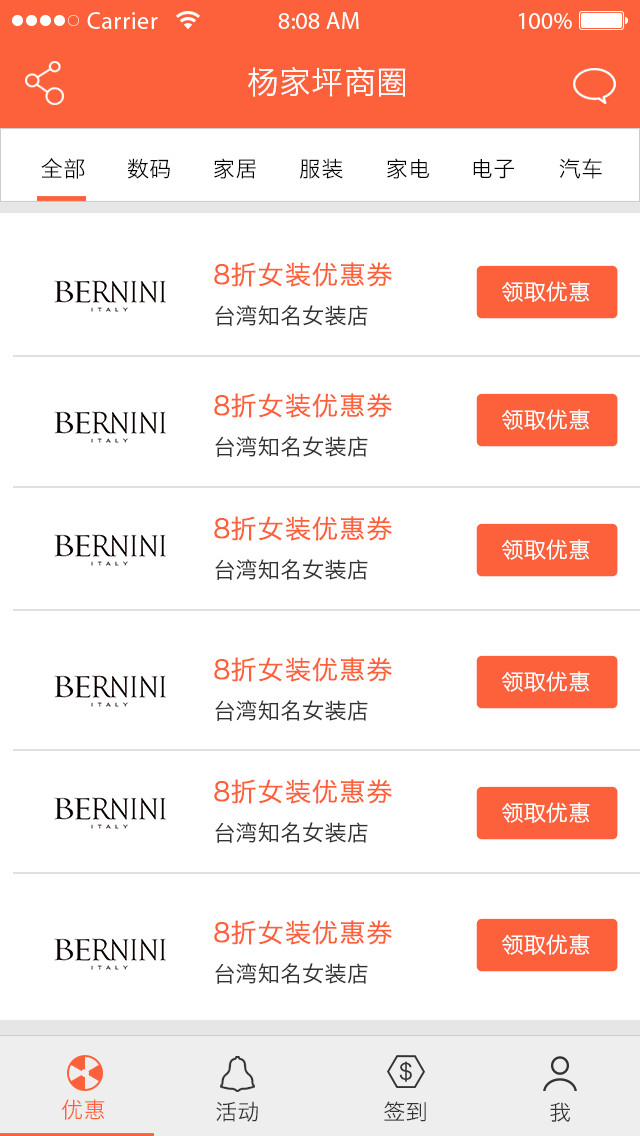 Carrier 8:08 AM 100%
杨家坪商圈
全部 数码 家居 服装 家电 电子 汽车
BERNINI
ITALY
8折女装优惠券
台湾知名女装店
领取优惠
BERNINI
ITALY
8折女装优惠券
台湾知名女装店
领取优惠
BERNINI
ITALY
8折女装优惠券
台湾知名女装店
领取优惠
BERNINI
ITALY
8折女装优惠券
台湾知名女装店
领取优惠
BERNINI
ITALY
8折女装优惠券
台湾知名女装店
领取优惠
BERNINI
ITALY
8折女装优惠券
台湾知名女装店
领取优惠
$
优惠 活动 签到 我